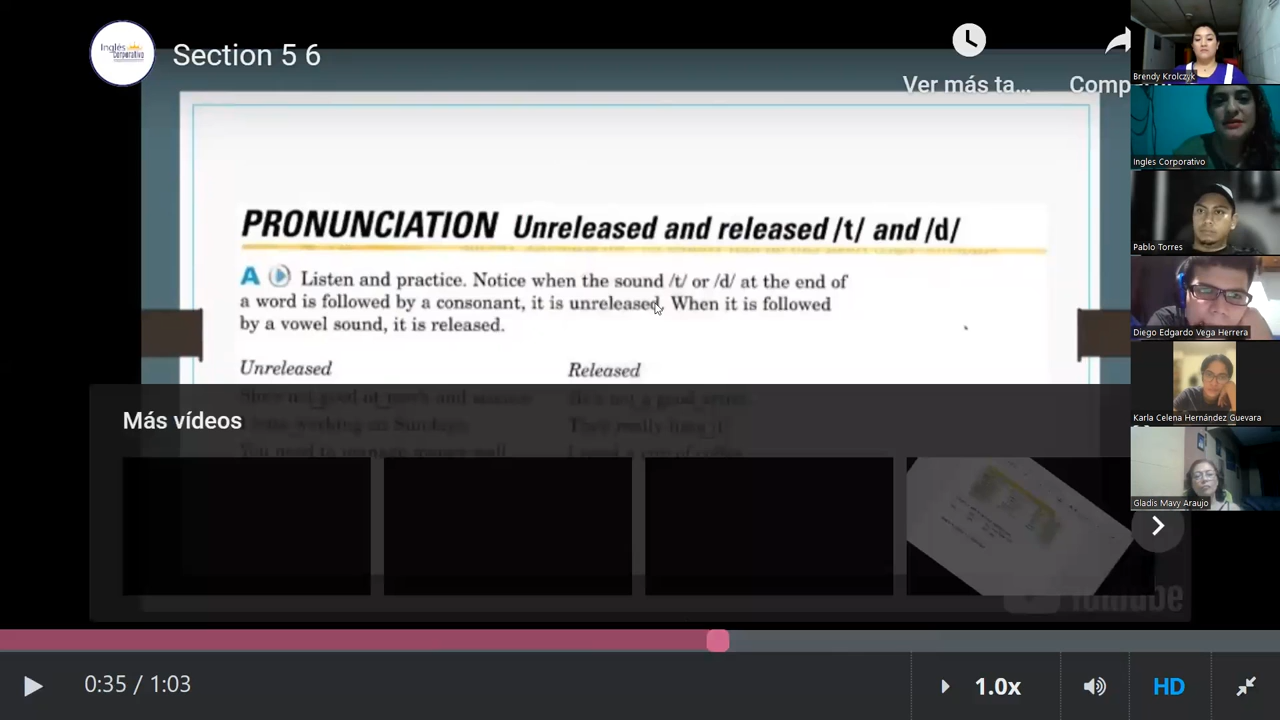 Inglés
Corporativo
Section 5 6
Ver más ta...
Comp
PRONUNCIATION Unreleased and released /t/ and /d/
A Listen and practice. Notice when the sound /t/ or /d/ at the end of
a word is followed by a consonant, it is unreleased. When it is followed
by a vowel sound, it is released.
Unreleased
Released
Más vídeos
YouTube
0:35 / 1:03
1.0x
HD
Brendy Krolczyk
Ingles Corporativo
Pablo Torres
Diego Edgardo Vega Herrera
Karla Celena Hernández Guevara
Gladis Mavy Araujo